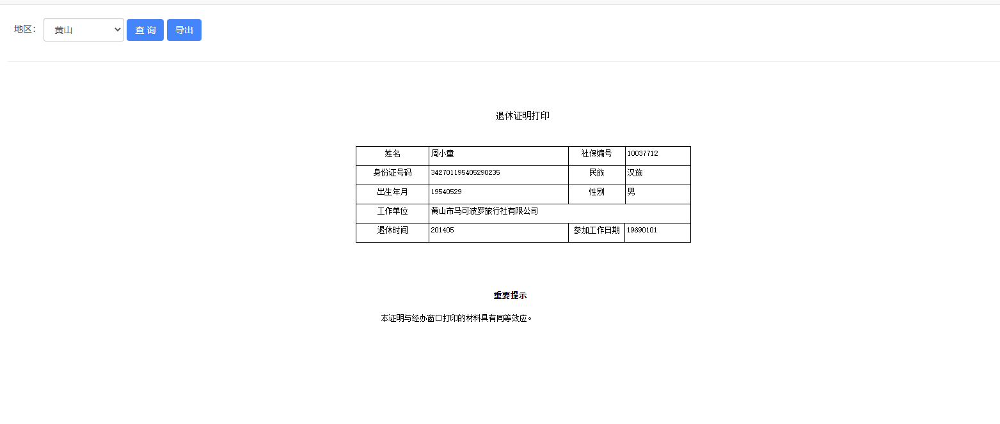 地区： 黄山 查 询 导出
退休证明打印
姓名 周小童 社保编号 10037712
身份证号码 342701195405290235 民族 汉族
出生年月 19540529 性别 男
工作单位 黄山市马可波罗旅行社有限公司
退休时间 201405 参加工作日期 19690101
重要提示
本证明与经办窗口打印的材料具有同等效应。